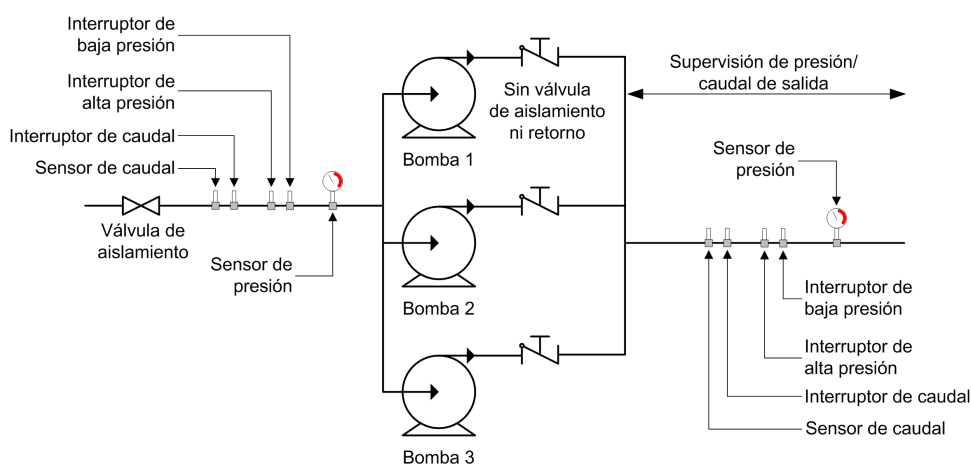 Interruptor de
baja presión
Interruptor de
alta presión
Interruptor de caudal
Sensor de caudal
Válvula de
aislamiento
Sensor de
presión
Bomba 1
Sin válvula
de aislamiento
ni retorno
Bomba 2
Bomba 3
Supervisión de presión/
caudal de salida
Sensor de
presión
Interruptor de
baja presión
Interruptor de
alta presión
Interruptor de caudal
Sensor de caudal